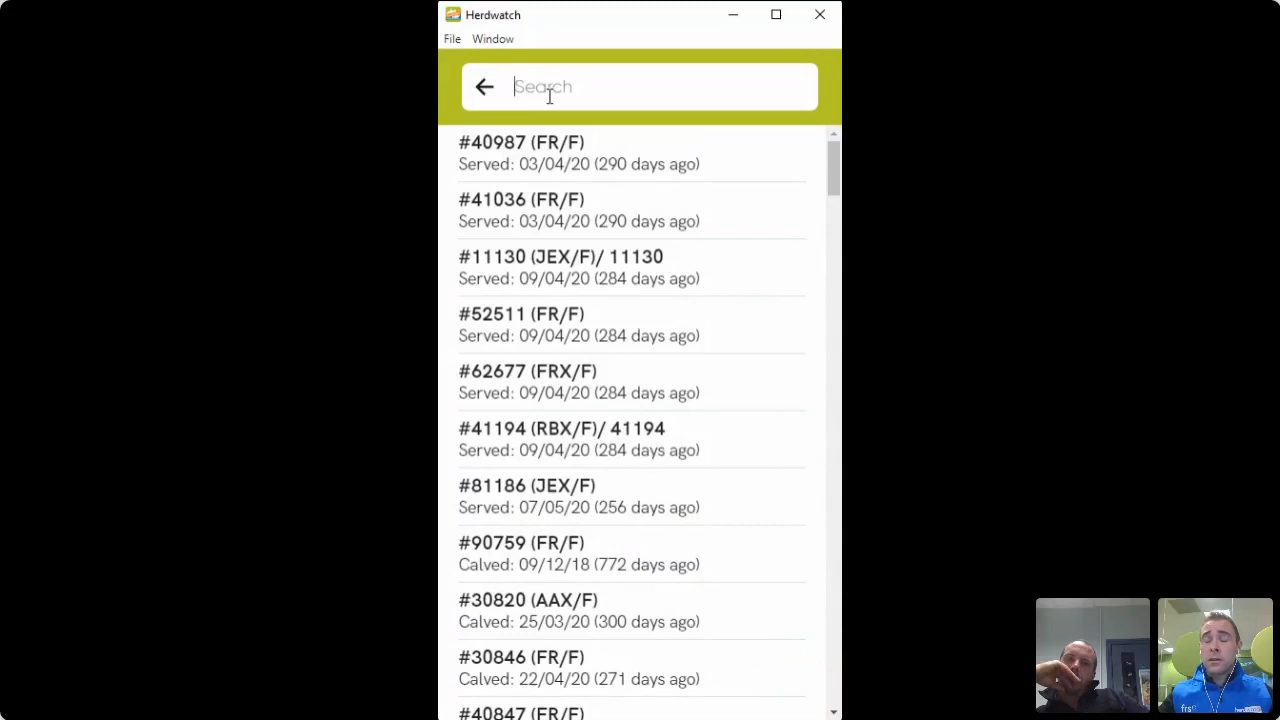 Herdwatch
File Window
Search
#40987 (FR/F)
Served: 03/04/20 (290 days ago)
#41036 (FR/F)
Served: 03/04/20 (290 days ago)
#11130 (JEX/F)/ 11130
Served: 09/04/20 (284 days ago)
#52511 (FR/F)
Served: 09/04/20 (284 days ago)
#62677 (FRX/F)
Served: 09/04/20 (284 days ago)
#41194 (RBX/F)/ 41194
Served: 09/04/20 (284 days ago)
#81186 (JEX/F)
Served: 07/05/20 (256 days ago)
#90759 (FR/F)
Calved: 09/12/18 (772 days ago)
#30820 (AAX/F)
Calved: 25/03/20 (300 days ago)
#30846 (FR/F)
Calved: 22/04/20 (271 days ago)
#40847 (FR/F)